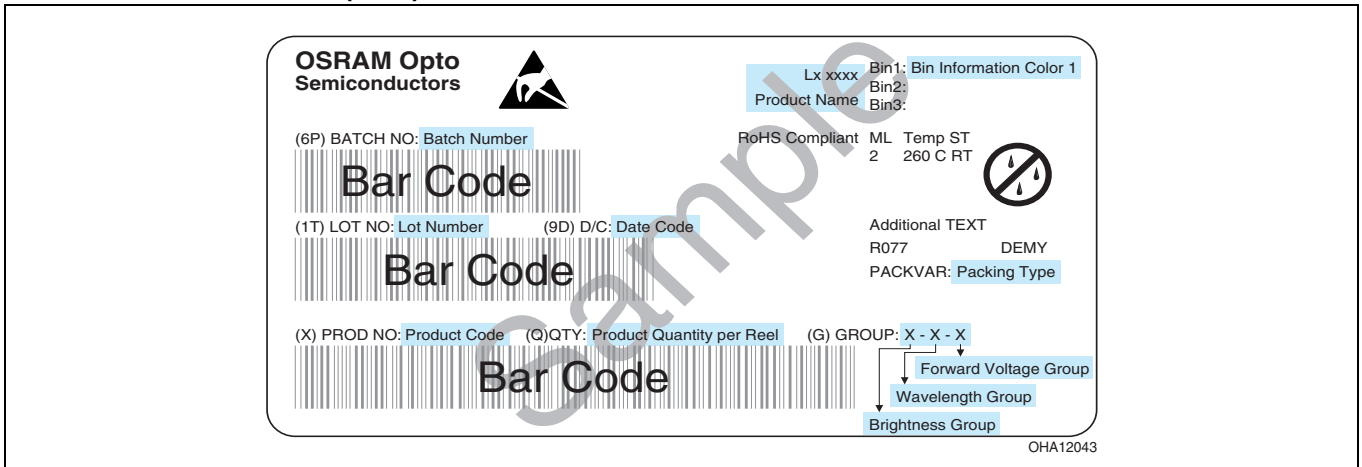 OSRAM Opto
Semiconductors
Lx xxxx
Product Name
Bin1: Bin Information Color 1
Bin2:
Bin3:
(6P) BATCH NO: Batch Number
Bar Code
RoHS Compliant ML Temp ST
2 260 C RT
(1T) LOT NO: Lot Number (9D) D/C: Date Code
Bar Code
Additional TEXT
R077 DEMY
PACKVAR: Packing Type
(X) PROD NO: Product Code (Q)QTY: Product Quantity per Reel (G) GROUP: X - X - X
Bar Code
Forward Voltage Group
Wavelength Group
Brightness Group
Sample
OHA12043